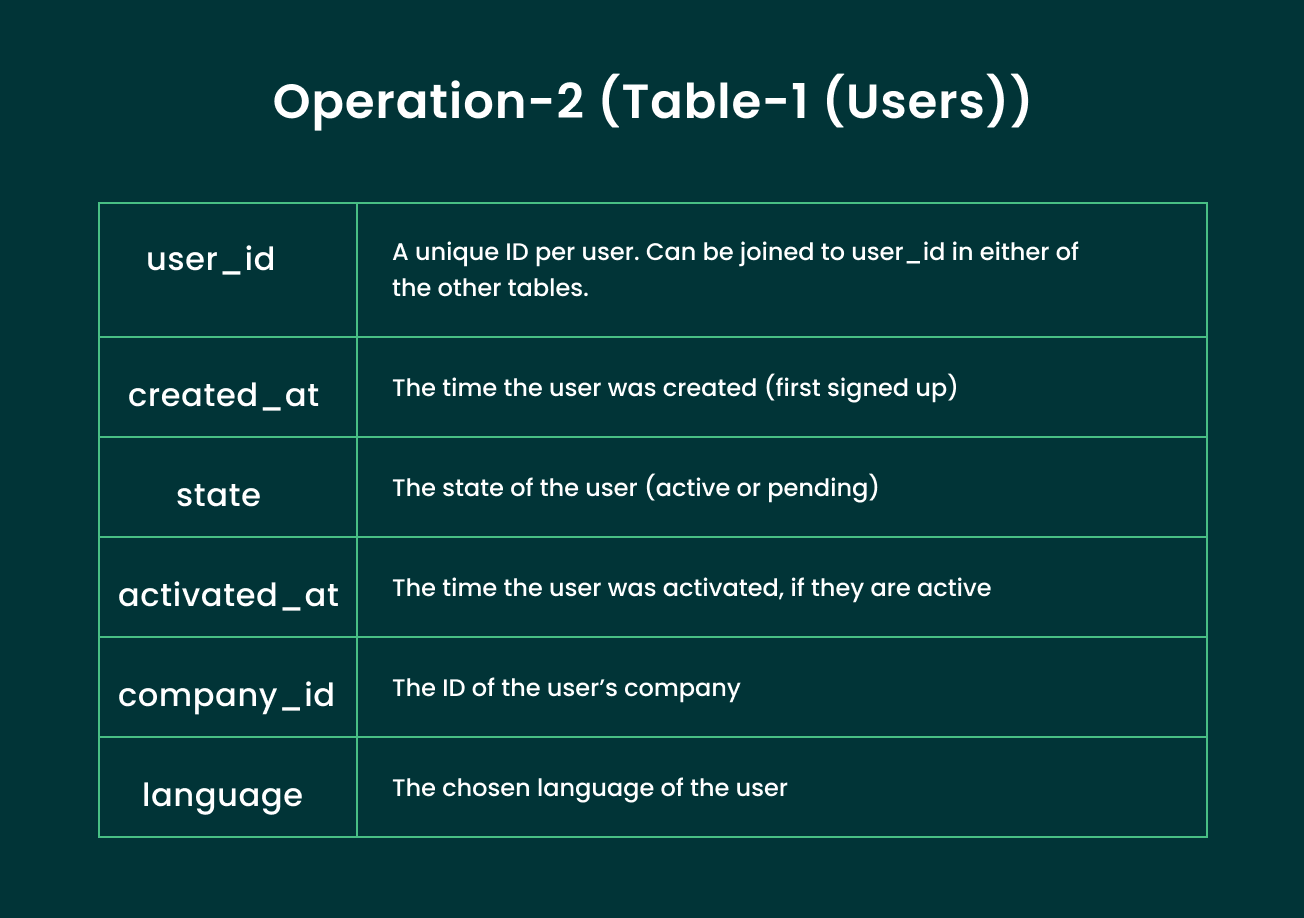 Operation-2 (Table-1 (Users))
user_id
A unique ID per user. Can be joined to user_id in either of
the other tables.
created_at
The time the user was created (first signed up)
state
The state of the user (active or pending)
activated_at
The time the user was activated, if they are active
company_id
The ID of the user’s company
language
The chosen language of the user